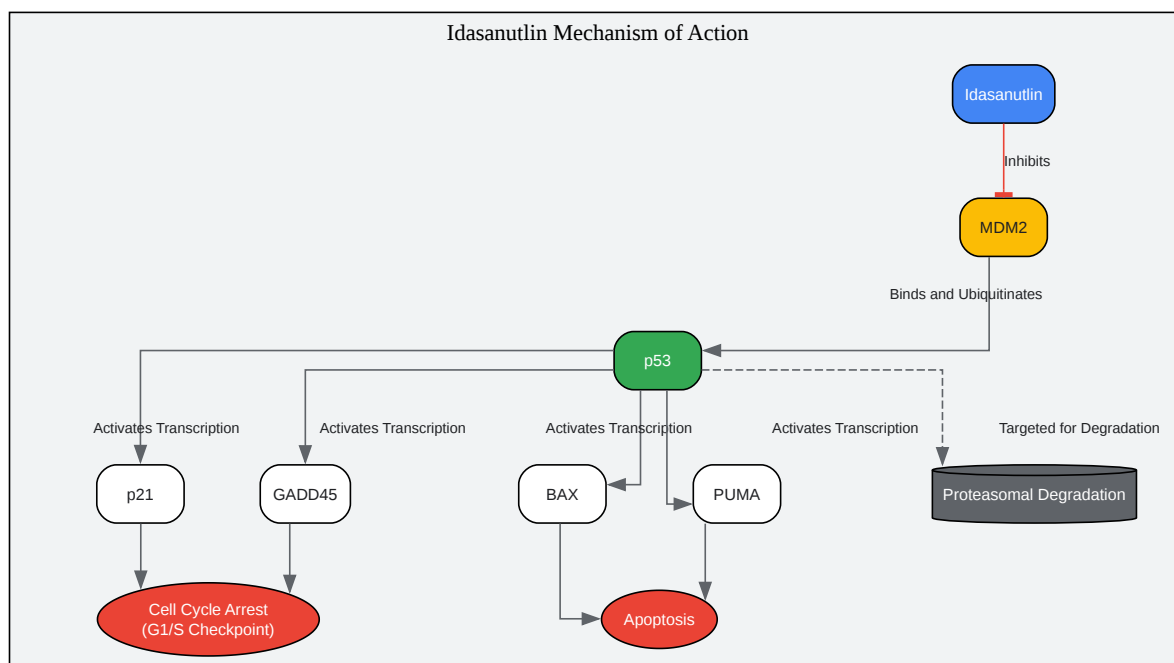 Idasanutlin Mechanism of Action
Idasanutlin
Inhibits
MDM2
Binds and Ubiquitinates
p53
Activates Transcription
Activates Transcription
Activates Transcription
Activates Transcription
Targeted for Degradation
p21
GADD45
BAX
PUMA
Proteasomal Degradation
Cell Cycle Arrest
(G1/S Checkpoint)
Apoptosis